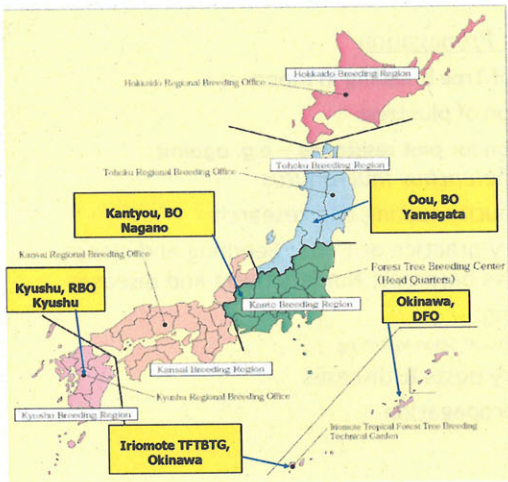 Hokkaido Breeding Region
Hokkaido Regional Breeding Office
Tohoku Breeding Region
Tohoku Regional Breeding Office
Oou, BO
Yamagata
Kantyou, BO
Nagano
Kansai Regional Breeding Office
Forest Tree Breeding Center
(Head Quarters)
Kyushu, RBO
Kyushu
Kanto Breeding Region
Okinawa,
DFO
Kansai Breeding Region
Kyushu Regional Breeding Office
Kyushu Breeding Region
Iriomote TFTBTG,
Okinawa
Iriomote Tropical Forest Tree Breeding
Technical Garden